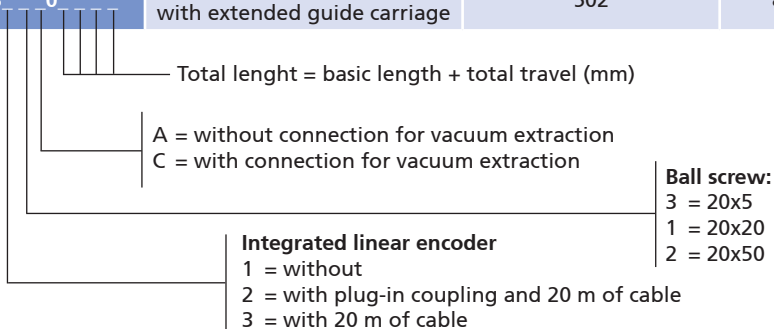 0
with extended guide carriage
502
Total lenght = basic length + total travel (mm)
A = without connection for vacuum extraction
C = with connection for vacuum extraction
Ball screw:
3 = 20x5
1 = 20x20
2 = 20x50
Integrated linear encoder
1 = without
2 = with plug-in coupling and 20 m of cable
3 = with 20 m of cable